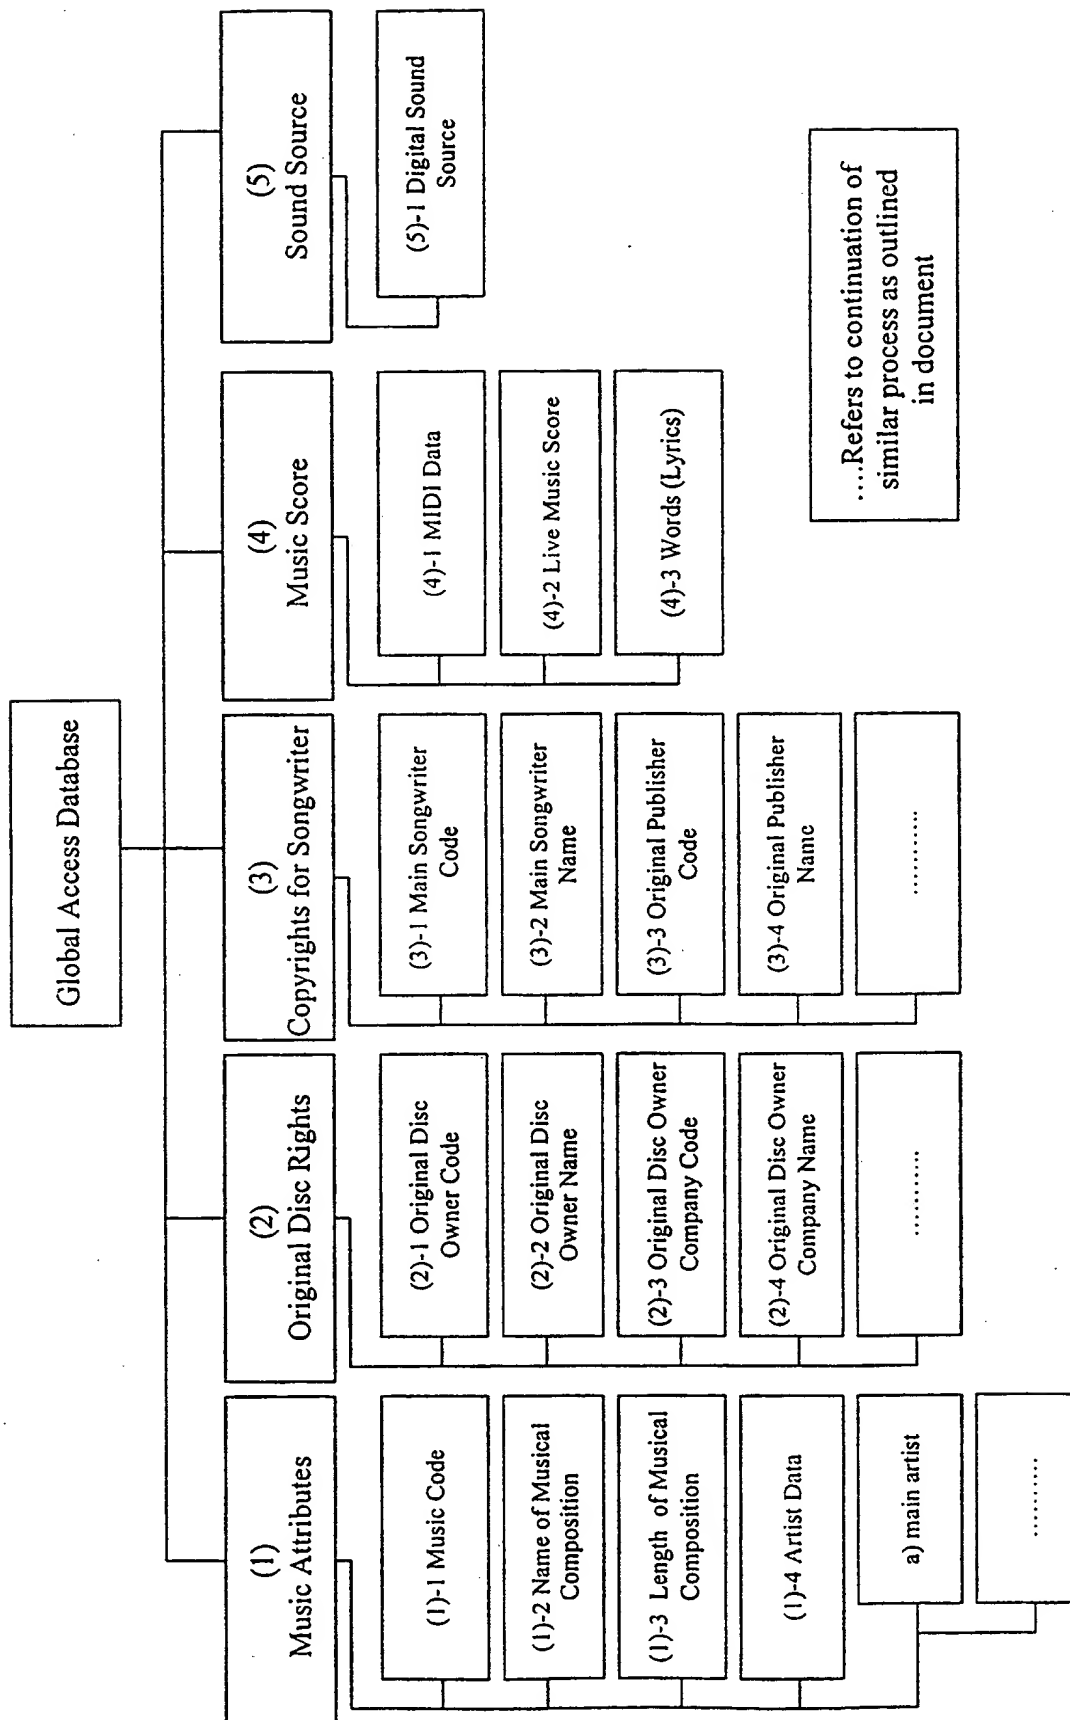 Global Access Database
(1)
Music Attributes
(1)-1 Music Code
(1)-2 Name of Musical
Composition
(1)-3 Length of Musical
Composition
(1)-4 Artist Data
a) main artist
..........
(2)
Original Disc Rights
(2)-1 Original Disc
Owner Code
(2)-2 Original Disc
Owner Name
(2)-3 Original Disc Owner
Company Code
(2)-4 Original Disc Owner
Company Name
..........
(3)
Copyrights for Songwriter
(3)-1 Main Songwriter
Code
(3)-2 Main Songwriter
Name
(3)-3 Original Publisher
Code
(3)-4 Original Publisher
Name
..........
(4)
Music Score
(4)-1 MIDI Data
(4)-2 Live Music Score
(4)-3 Words (Lyrics)
(5)
Sound Source
(5)-1 Digital Sound
Source
....Refers to continuation of
similar process as outlined
in document